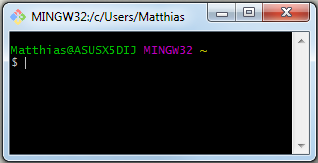 MINGW32:/c/Users/Matthias
Matthias@ASUSX5DIJ MINGW32 ~
$